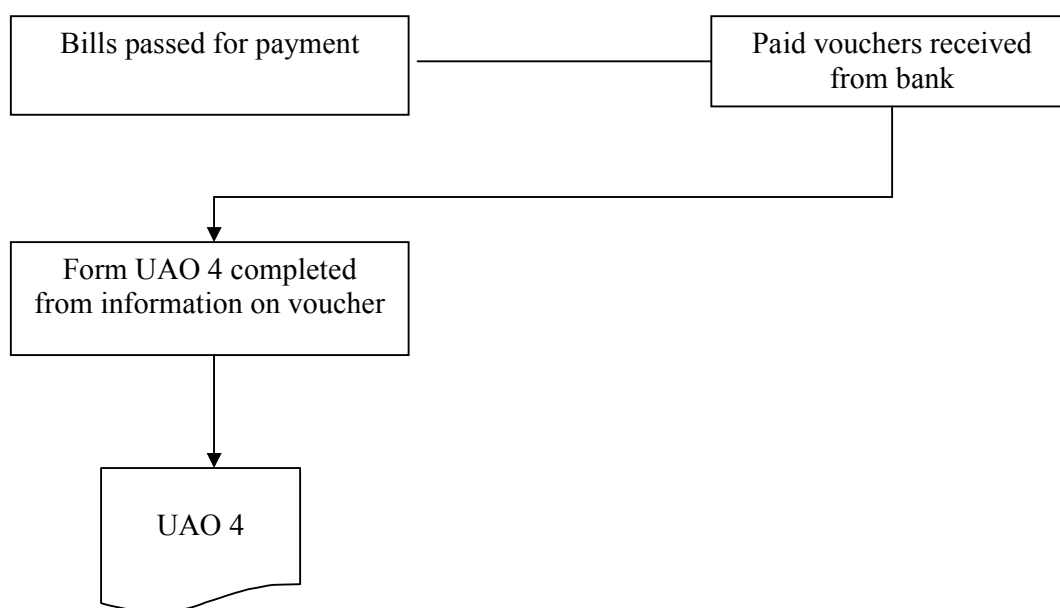 Bills passed for payment
Paid vouchers received
from bank
Form UAO 4 completed
from information on voucher
UAO 4